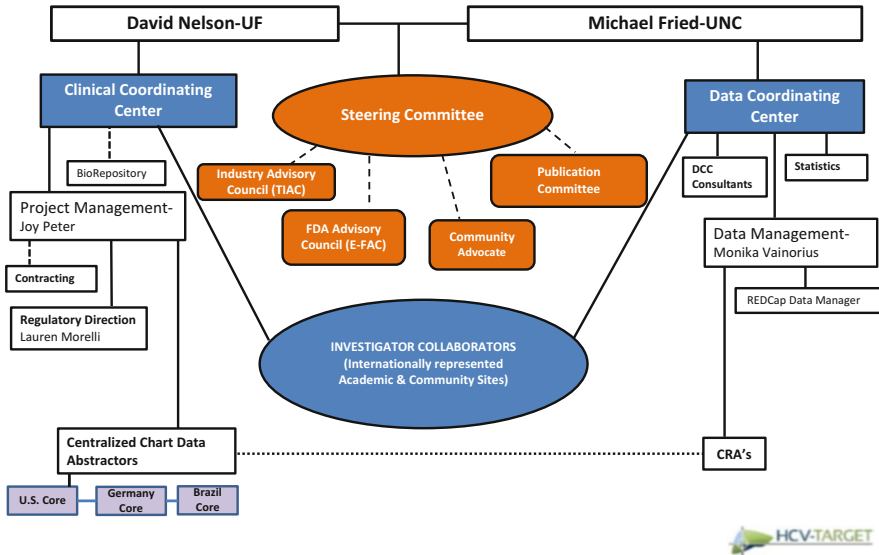 David Nelson-UF
Michael Fried-UNC
Clinical Coordinating
Center
Steering Committee
Data Coordinating
Center
BioRepository
Industry Advisory
Council (TIAC)
Publication
Committee
DCC
Consultants
Statistics
Project Management-
Joy Peter
FDA Advisory
Council (E-FAC)
Community
Advocate
Data Management-
Monika Vainorius
Contracting
REDCap Data Manager
Regulatory Direction
Lauren Morelli
INVESTIGATOR COLLABORATORS
(Internationally represented
Academic & Community Sites)
Centralized Chart Data
Abstractors
CRA's
U.S. Core
Germany
Core
Brazil
Core
HCV-TARGET